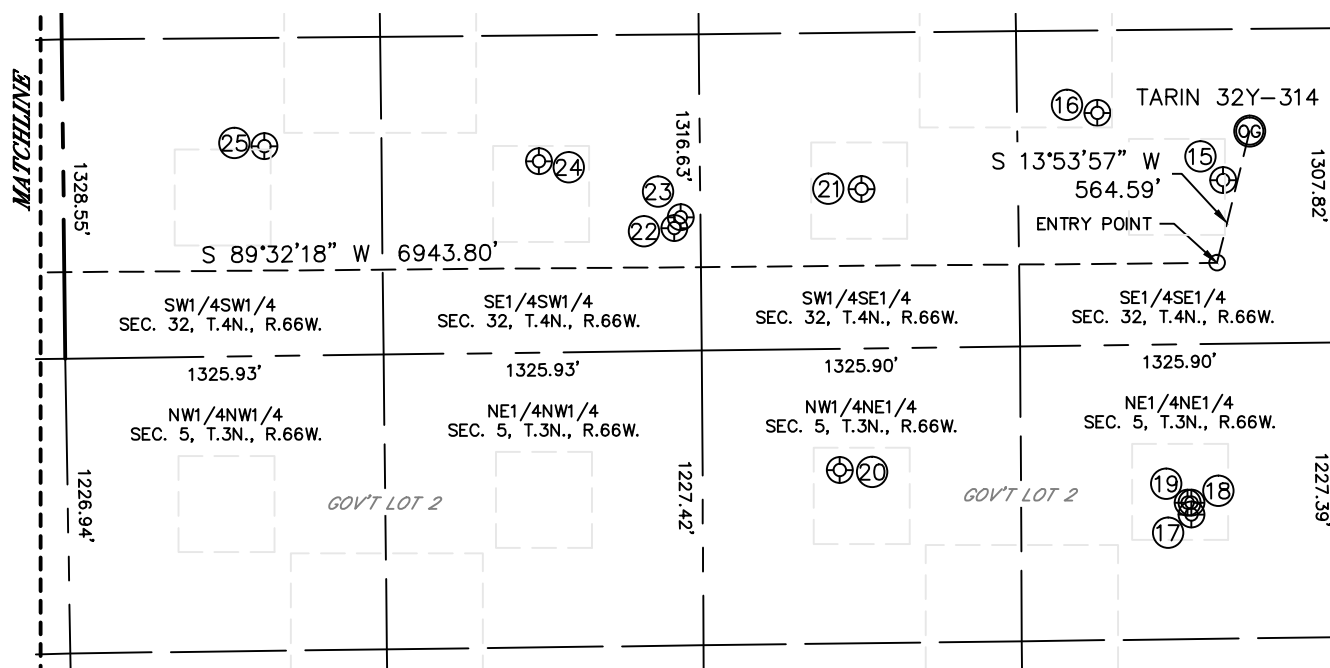 MATCHLINE
TARIN 32Y-314
OG
16
15
25
24
23
22
21
S 13°53'57" W
564.59'
ENTRY POINT
1328.55'
1316.63'
1307.82'
S 89°32'18" W 6943.80'
SW1/4SW1/4
SEC. 32, T.4N., R.66W.
SE1/4SW1/4
SEC. 32, T.4N., R.66W.
SW1/4SE1/4
SEC. 32, T.4N., R.66W.
SE1/4SE1/4
SEC. 32, T.4N., R.66W.
1325.93'
1325.93'
1325.90'
1325.90'
NW1/4NW1/4
SEC. 5, T.3N., R.66W.
NE1/4NW1/4
SEC. 5, T.3N., R.66W.
NW1/4NE1/4
SEC. 5, T.3N., R.66W.
NE1/4NE1/4
SEC. 5, T.3N., R.66W.
1226.94'
GOV'T LOT 2
1227.42'
20
GOV'T LOT 2
19
18
17
1227.39'